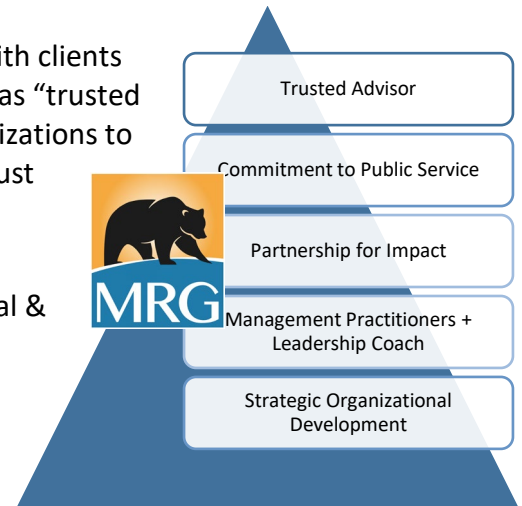 ith clients
as “trusted
izations to
ust
al &
MRG
Trusted Advisor
Commitment to Public Service
Partnership for Impact
Management Practitioners +
Leadership Coach
Strategic Organizational
Development